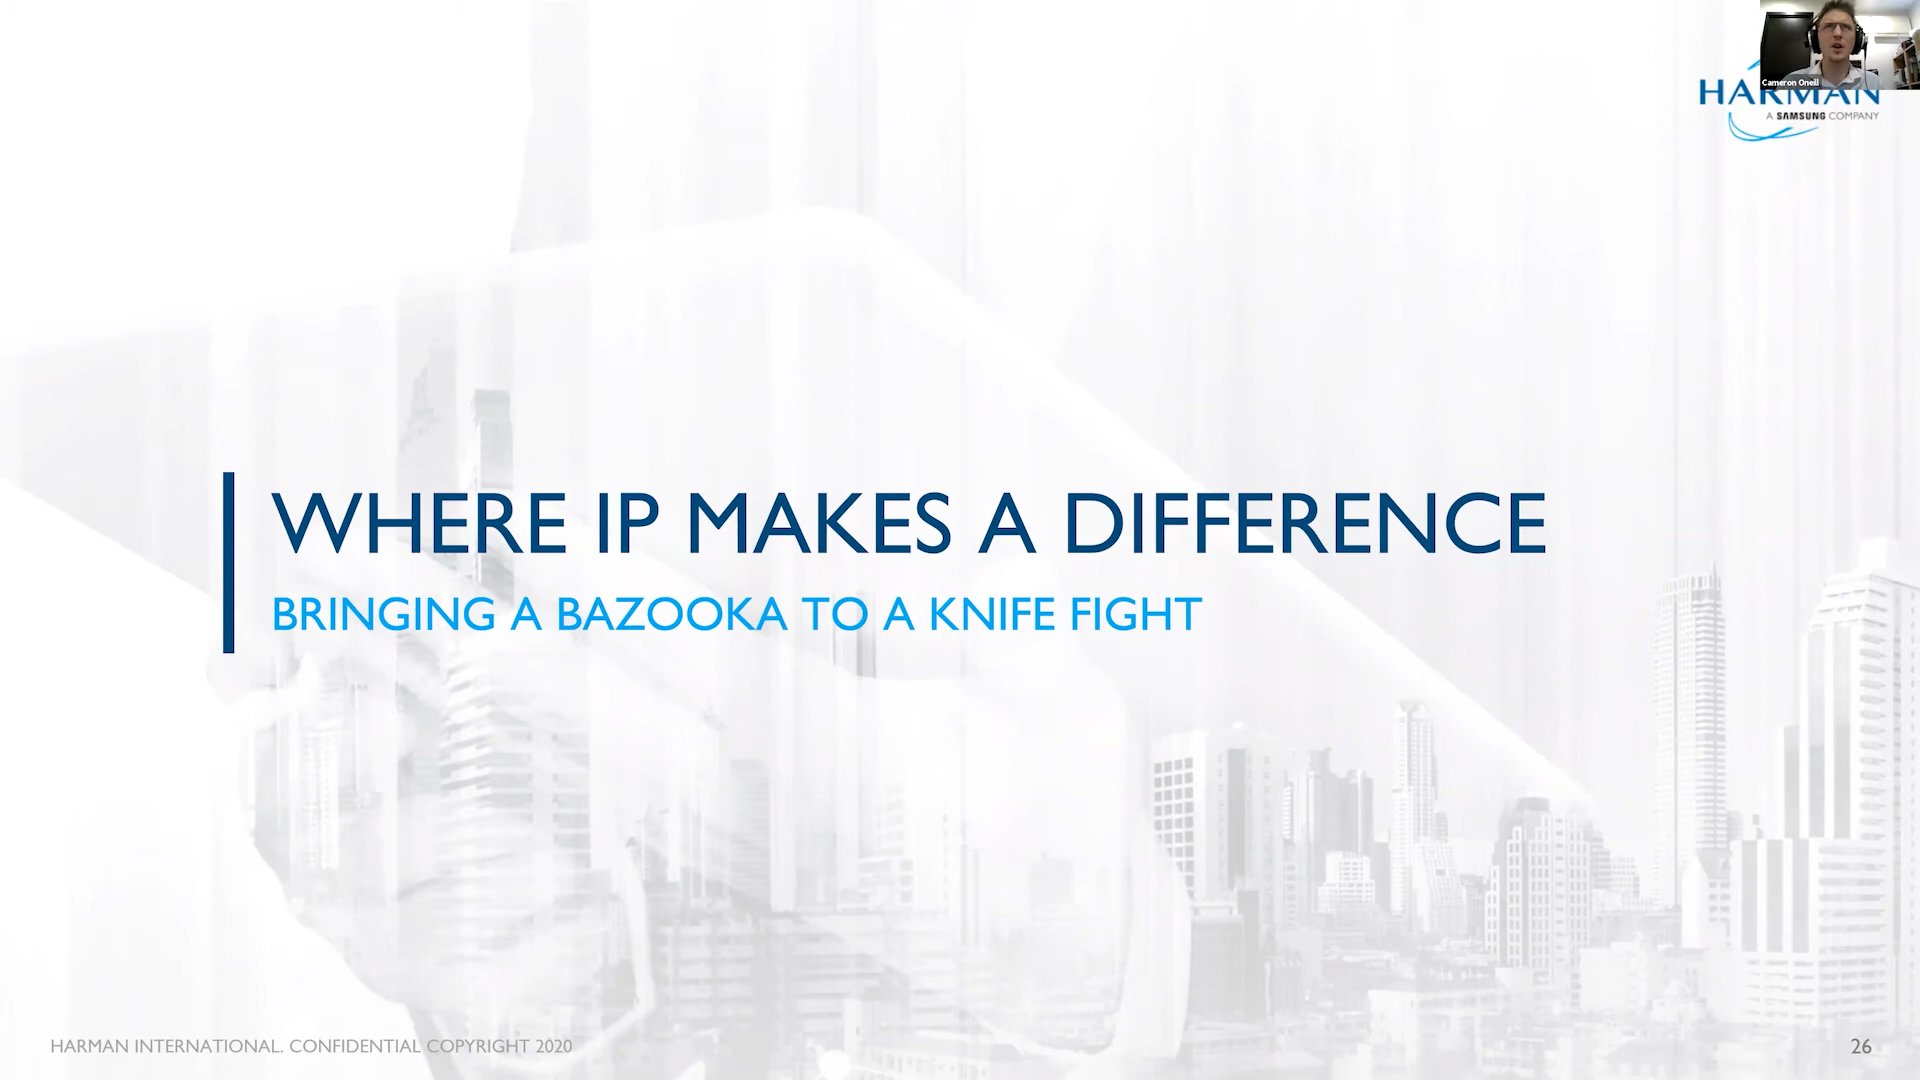 Cameron Oneill
HARMAN
A SAMSUNG COMPANY
WHERE IP MAKES A DIFFERENCE
BRINGING A BAZOOKA TO A KNIFE FIGHT
HARMAN INTERNATIONAL. CONFIDENTIAL COPYRIGHT 2020
26